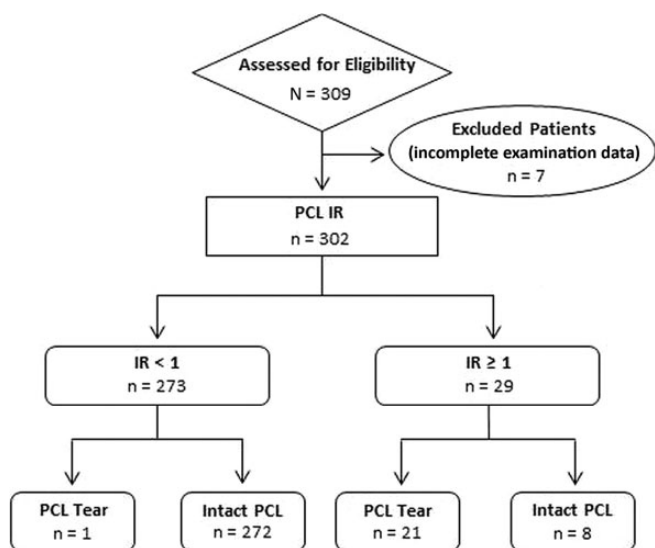 Assessed for Eligibility
N = 309
Excluded Patients
(incomplete examination data)
n = 7
PCL IR
n = 302
IR < 1
n = 273
IR ≥ 1
n = 29
PCL Tear
n = 1
Intact PCL
n = 272
PCL Tear
n = 21
Intact PCL
n = 8